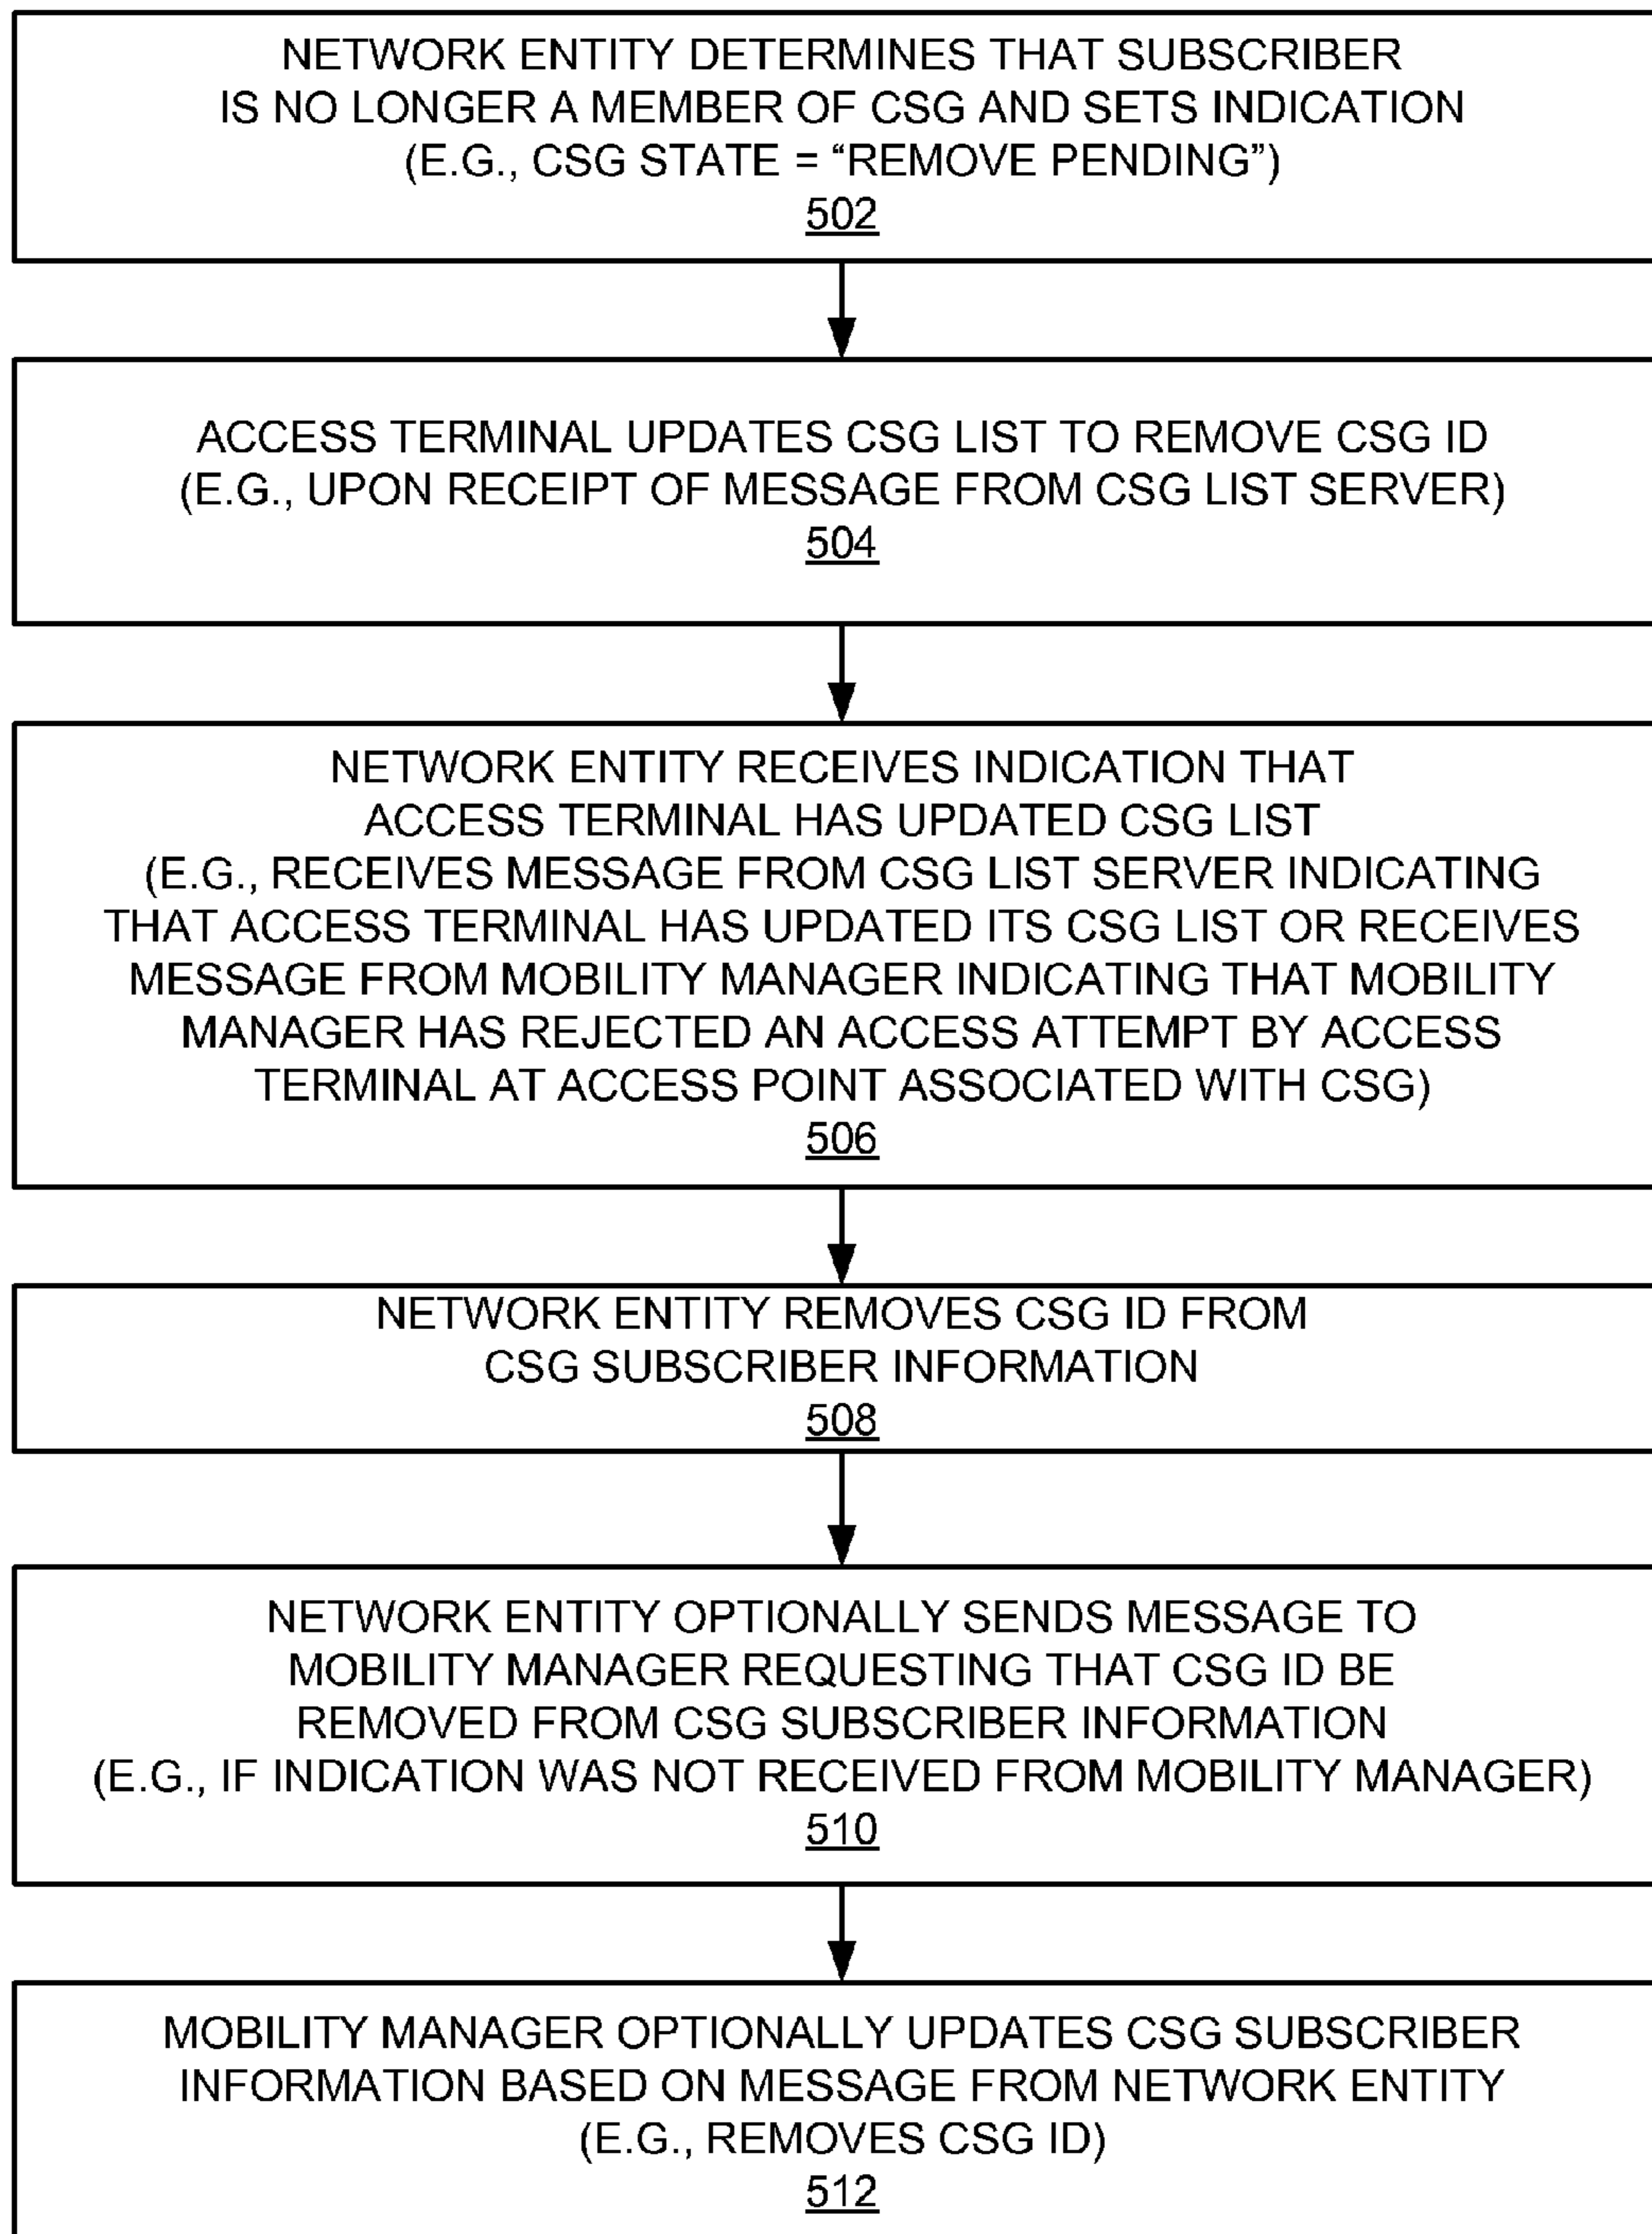 NETWORK ENTITY DETERMINES THAT SUBSCRIBER
IS NO LONGER A MEMBER OF CSG AND SETS INDICATION
(E.G., CSG STATE = “REMOVE PENDING”)
502
ACCESS TERMINAL UPDATES CSG LIST TO REMOVE CSG ID
(E.G., UPON RECEIPT OF MESSAGE FROM CSG LIST SERVER)
504
NETWORK ENTITY RECEIVES INDICATION THAT
ACCESS TERMINAL HAS UPDATED CSG LIST
(E.G., RECEIVES MESSAGE FROM CSG LIST SERVER INDICATING
THAT ACCESS TERMINAL HAS UPDATED ITS CSG LIST OR RECEIVES
MESSAGE FROM MOBILITY MANAGER INDICATING THAT MOBILITY
MANAGER HAS REJECTED AN ACCESS ATTEMPT BY ACCESS
TERMINAL AT ACCESS POINT ASSOCIATED WITH CSG)
506
NETWORK ENTITY REMOVES CSG ID FROM
CSG SUBSCRIBER INFORMATION
508
NETWORK ENTITY OPTIONALLY SENDS MESSAGE TO
MOBILITY MANAGER REQUESTING THAT CSG ID BE
REMOVED FROM CSG SUBSCRIBER INFORMATION
(E.G., IF INDICATION WAS NOT RECEIVED FROM MOBILITY MANAGER)
510
MOBILITY MANAGER OPTIONALLY UPDATES CSG SUBSCRIBER
INFORMATION BASED ON MESSAGE FROM NETWORK ENTITY
(E.G., REMOVES CSG ID)
512